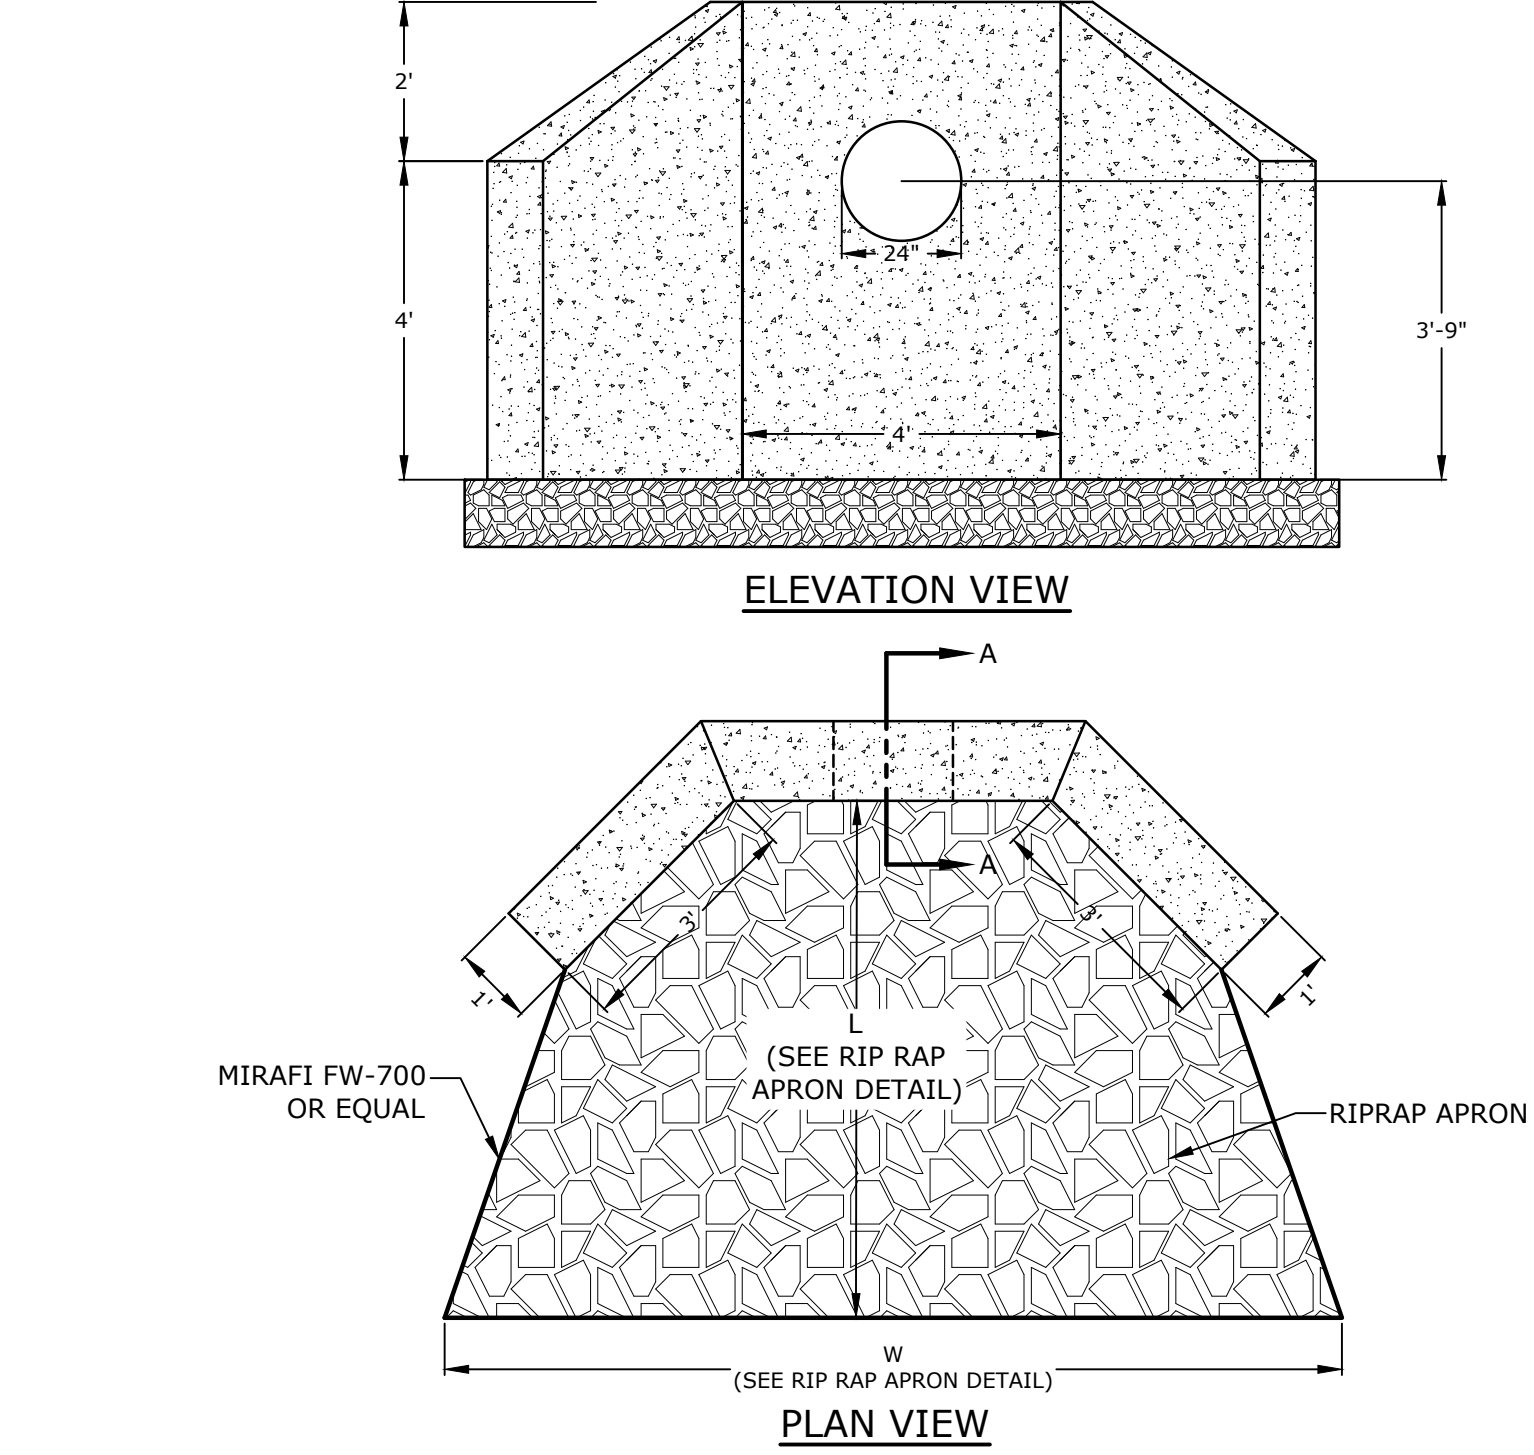 2'
24"
4'
3'-9"
4'
ELEVATION VIEW
A
A
3'
3'
1'
1'
L
(SEE RIP RAP
APRON DETAIL)
MIRAFI FW-700
OR EQUAL
RIPRAP APRON
W
(SEE RIP RAP APRON DETAIL)
PLAN VIEW